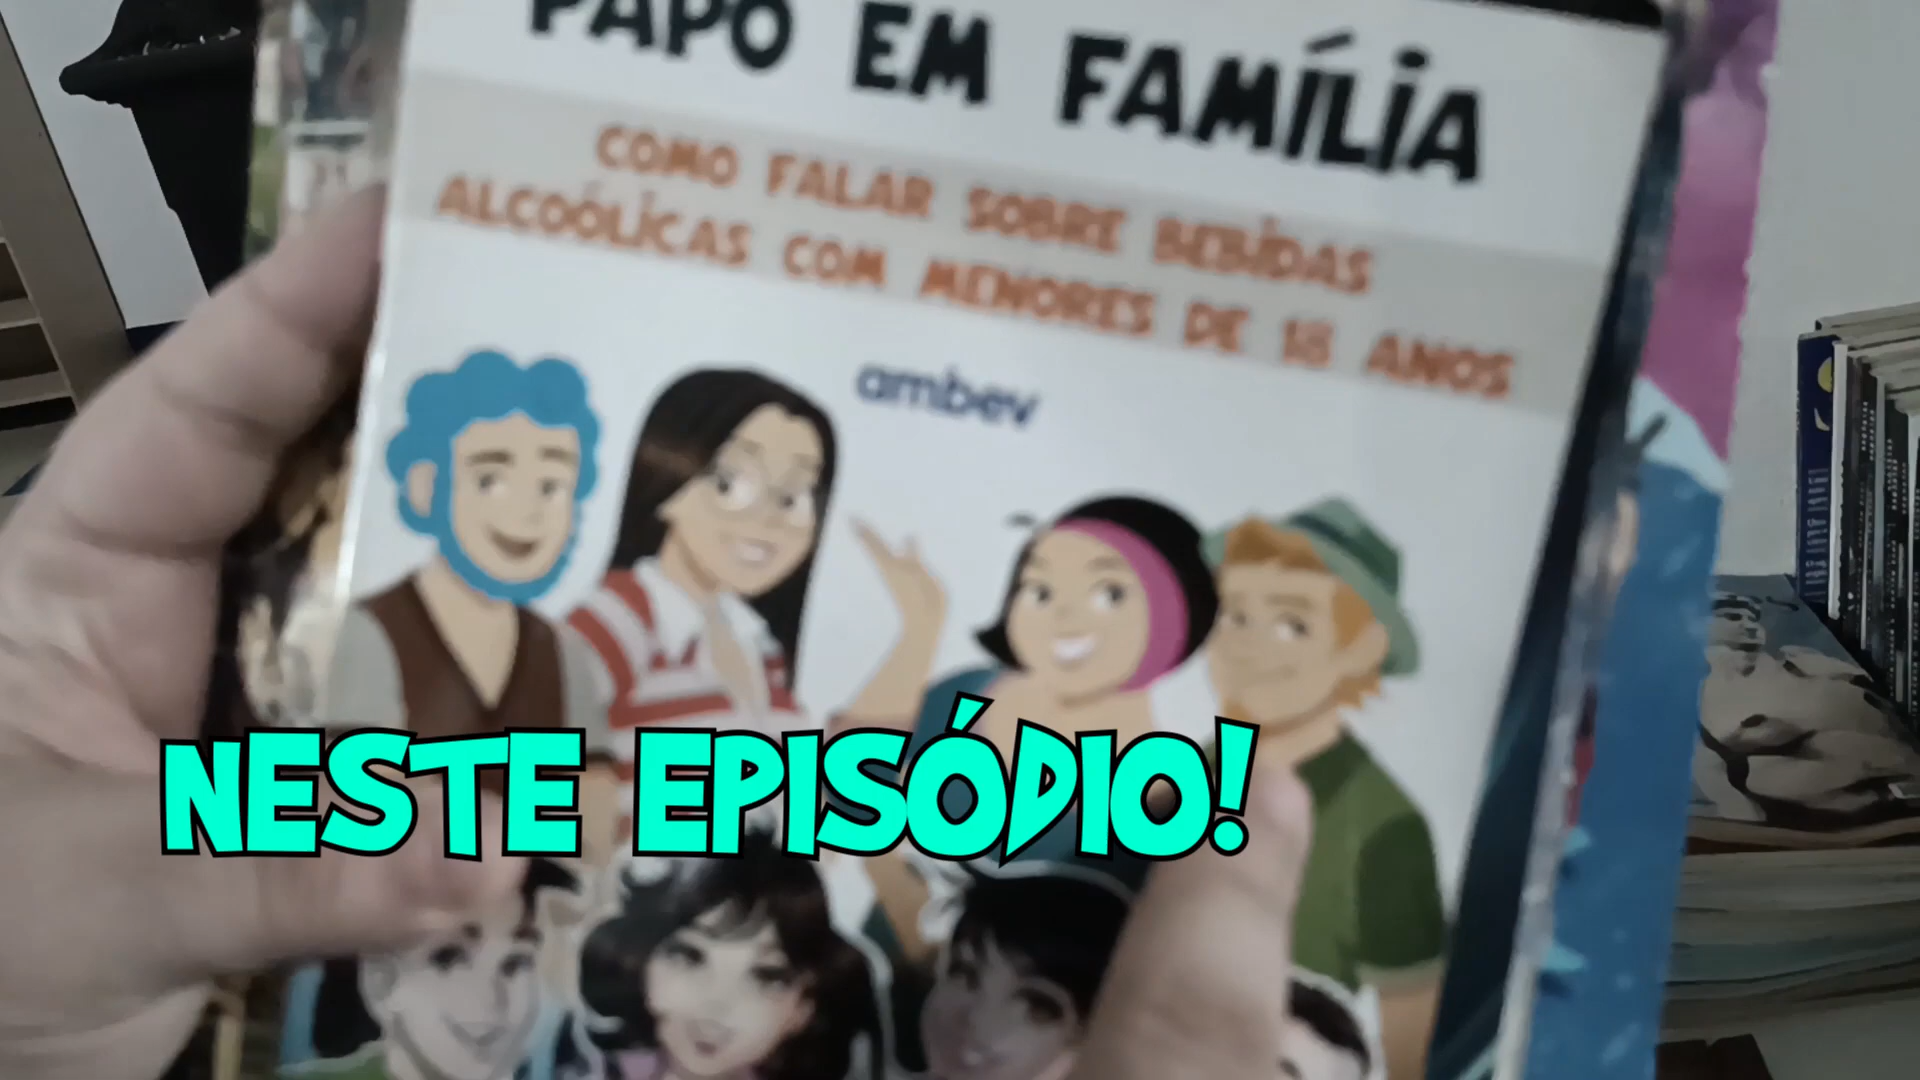 PAPO EM FAMÍLIA
COMO FALAR SOBRE BEBIDAS
ALCOÓLICAS COM MENORES DE 18 ANOS
ambev
NESTE EPISÓDIO!